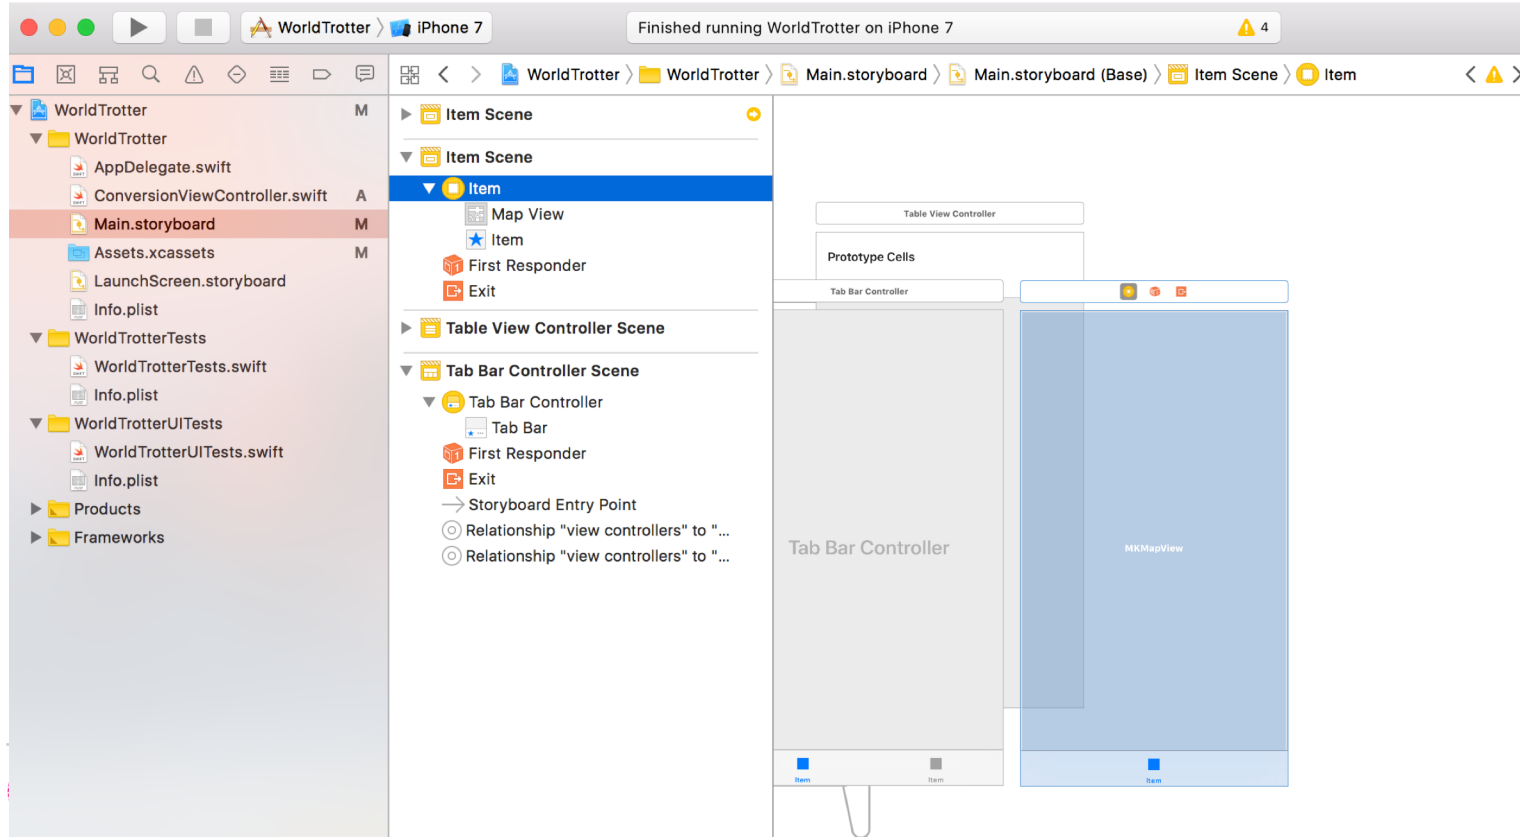 WorldTrotter
iPhone 7
Finished running WorldTrotter on iPhone 7
4
WorldTrotter
WorldTrotter
Main.storyboard
Main.storyboard (Base)
Item Scene
Item
WorldTrotter M
WorldTrotter
AppDelegate.swift
ConversionViewController.swift A
Main.storyboard M
Assets.xcassets M
LaunchScreen.storyboard
Info.plist
WorldTrotterTests
WorldTrotterTests.swift
Info.plist
WorldTrotterUITests
WorldTrotterUITests.swift
Info.plist
Products
Frameworks
Item Scene
Item Scene
Item
Map View
Item
First Responder
Exit
Table View Controller Scene
Tab Bar Controller Scene
Tab Bar Controller
Tab Bar
First Responder
Exit
Storyboard Entry Point
Relationship "view controllers" to "...
Relationship "view controllers" to "...
Table View Controller
Prototype Cells
Tab Bar Controller
Tab Bar Controller
Item
Item
MKMapView
Item